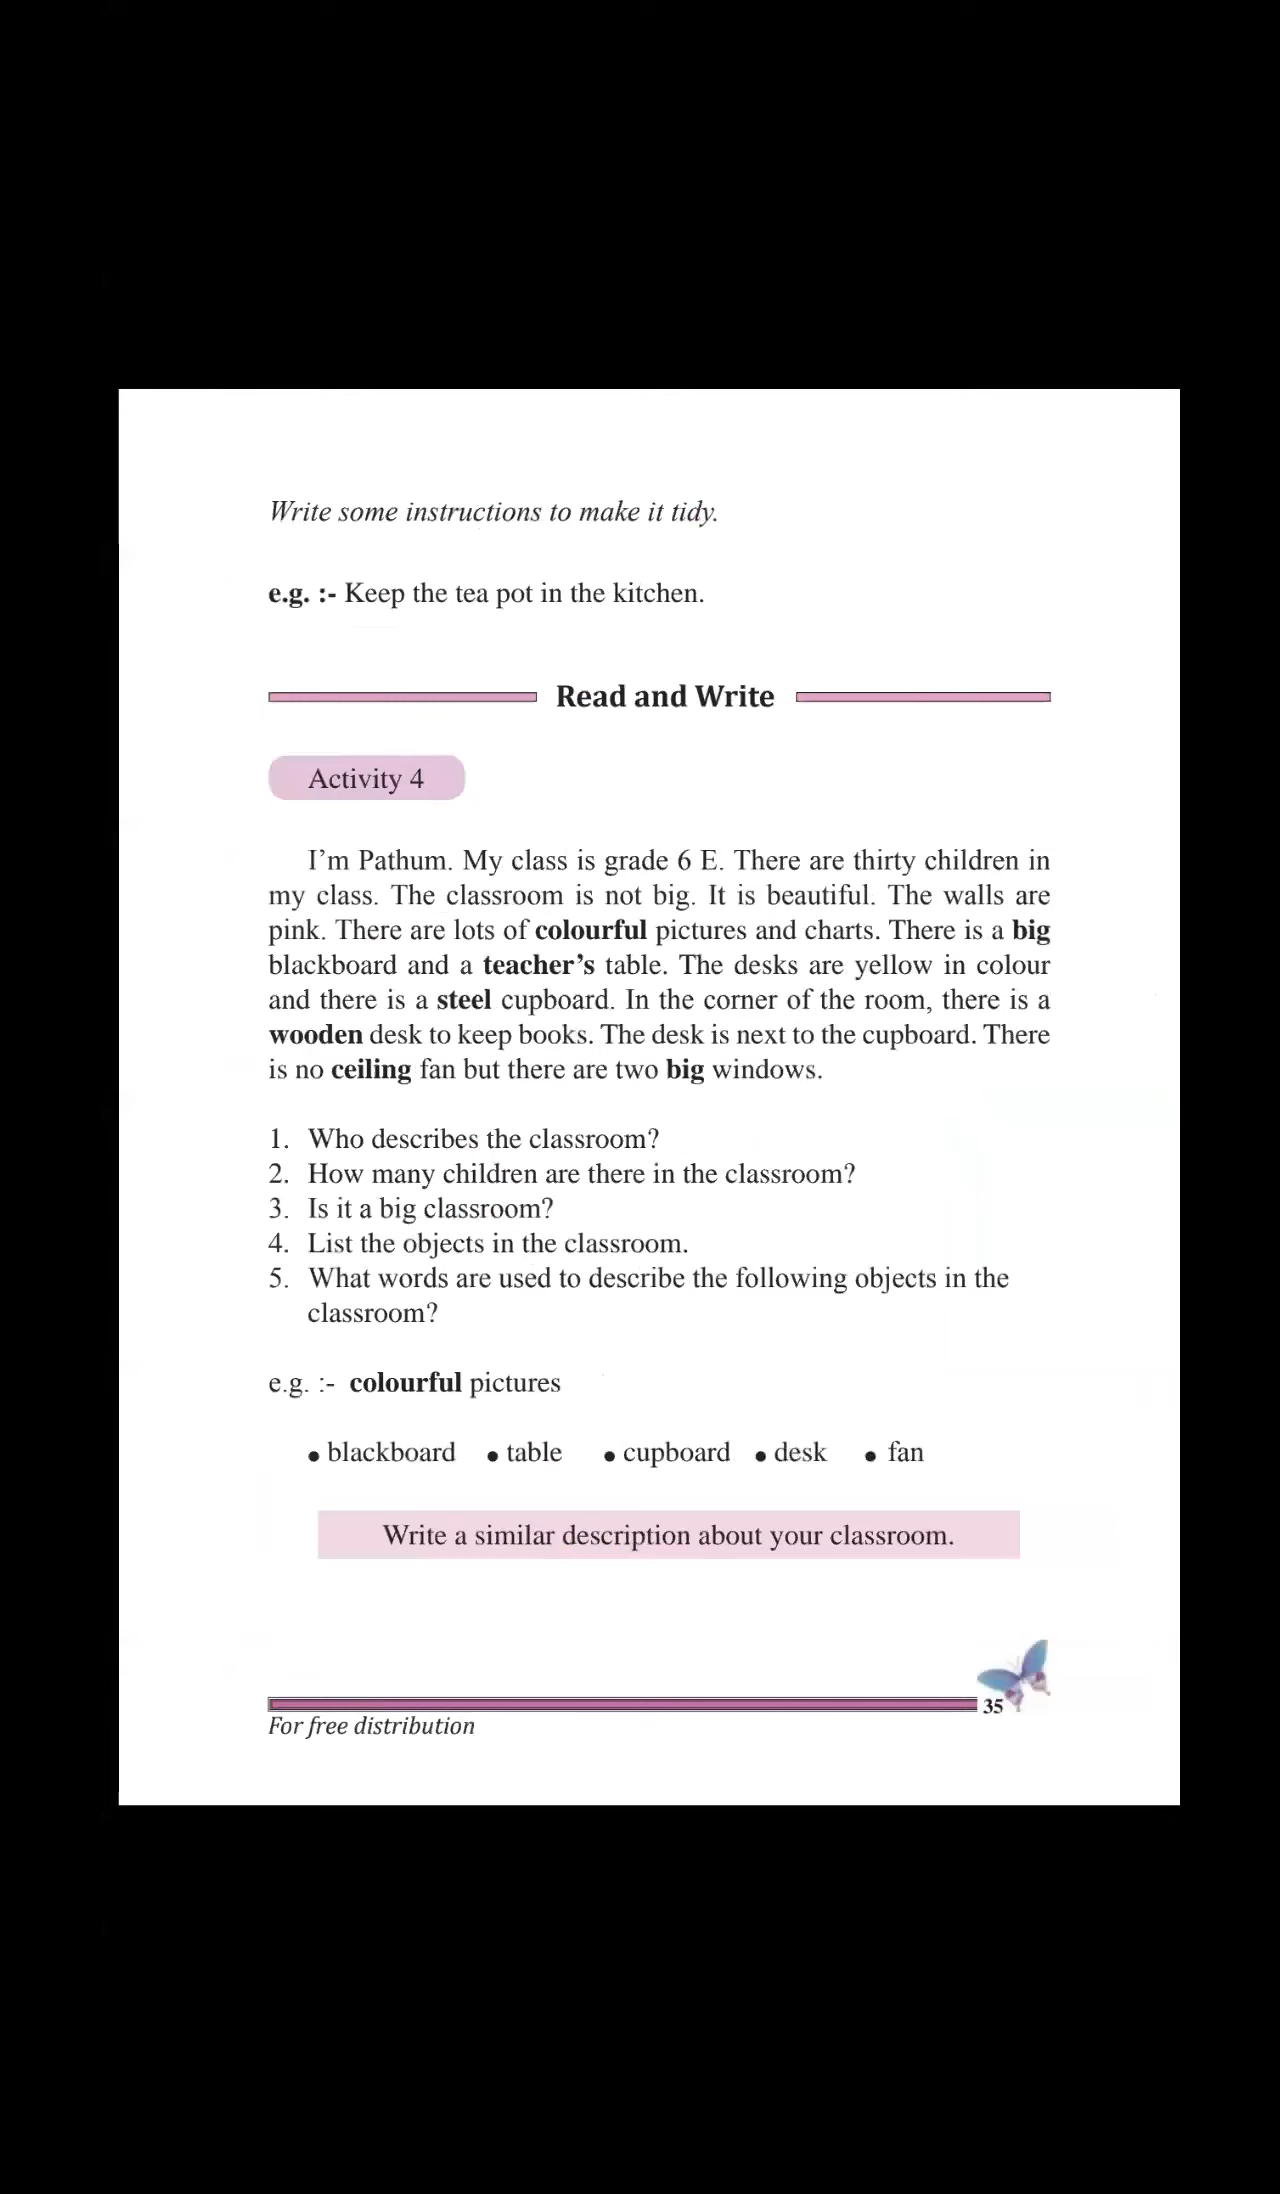 Write some instructions to make it tidy.
e.g. :- Keep the tea pot in the kitchen.
Read and Write
Activity 4
I’m Pathum. My class is grade 6 E. There are thirty children in
my class. The classroom is not big. It is beautiful. The walls are
pink. There are lots of colourful pictures and charts. There is a big
blackboard and a teacher’s table. The desks are yellow in colour
and there is a steel cupboard. In the corner of the room, there is a
wooden desk to keep books. The desk is next to the cupboard. There
is no ceiling fan but there are two big windows.
1. Who describes the classroom?
2. How many children are there in the classroom?
3. Is it a big classroom?
4. List the objects in the classroom.
5. What words are used to describe the following objects in the
classroom?
e.g. :- colourful pictures
• blackboard • table • cupboard • desk • fan
Write a similar description about your classroom.
35
For free distribution